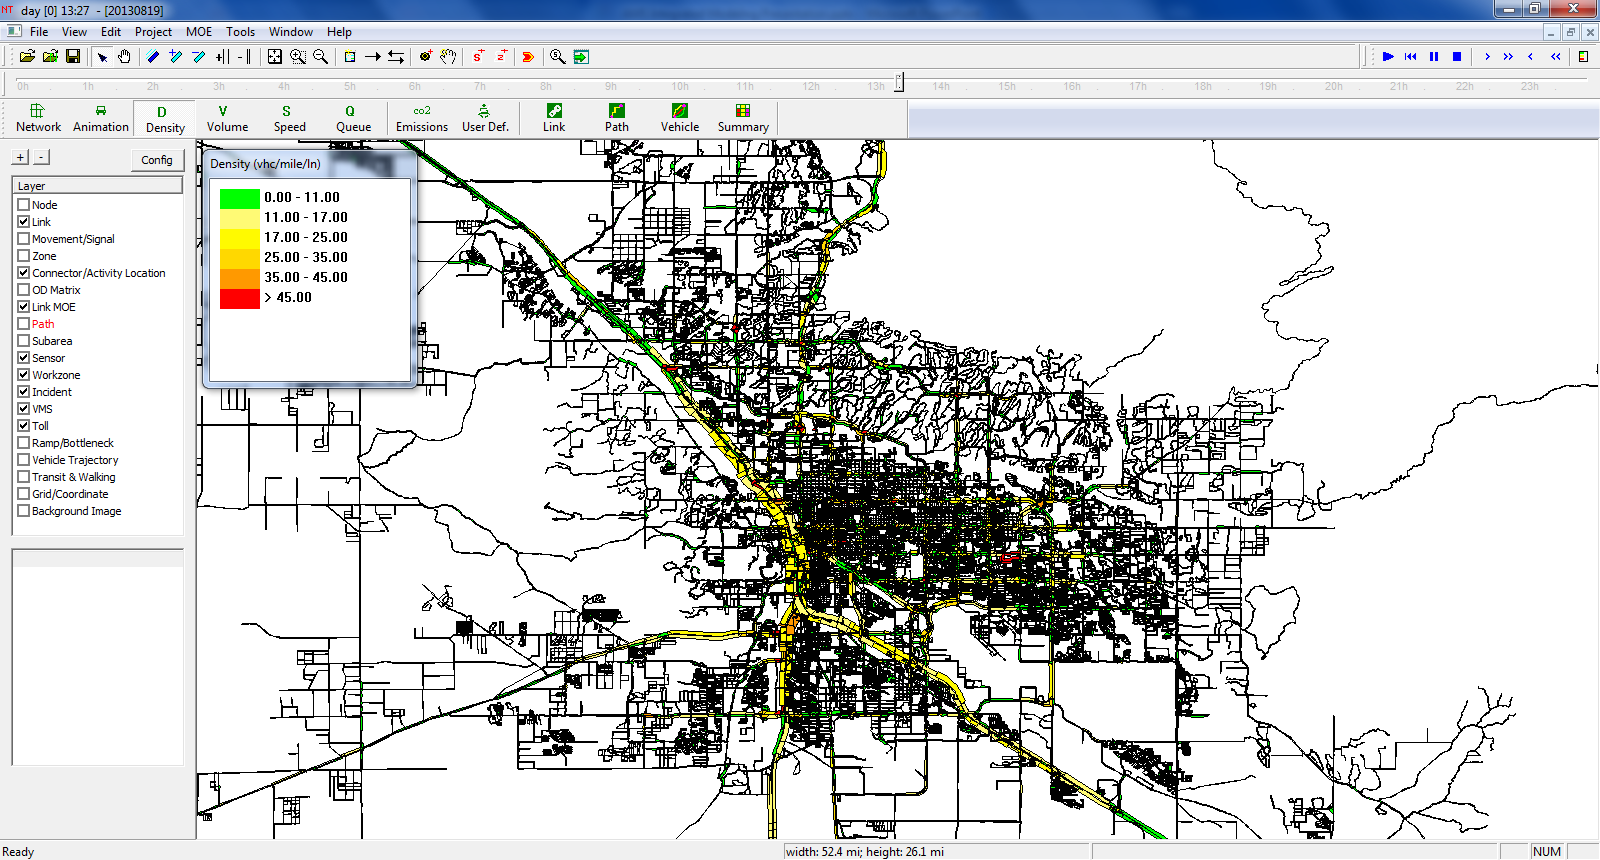 NT day [0] 13:27 - [20130819]
File View Edit Project MOE Tools Window Help
0h 1h 2h 3h 4h 5h 6h 7h 8h 9h 10h 11h 12h 13h 14h 15h 16h 17h 18h 19h 20h 21h 22h 23h
D V S Q co2
Network Animation Density Volume Speed Queue Emissions User Def. Link Path Vehicle Summary
+ - Config
Layer
Node
Link
Movement/Signal
Zone
Connector/Activity Location
OD Matrix
Link MOE
Path
Subarea
Sensor
Workzone
Incident
VMS
Toll
Ramp/Bottleneck
Vehicle Trajectory
Transit & Walking
Grid/Coordinate
Background Image
Density (vhc/mile/ln)
0.00 - 11.00
11.00 - 17.00
17.00 - 25.00
25.00 - 35.00
35.00 - 45.00
> 45.00
Ready
width: 52.4 mi; height: 26.1 mi
NUM